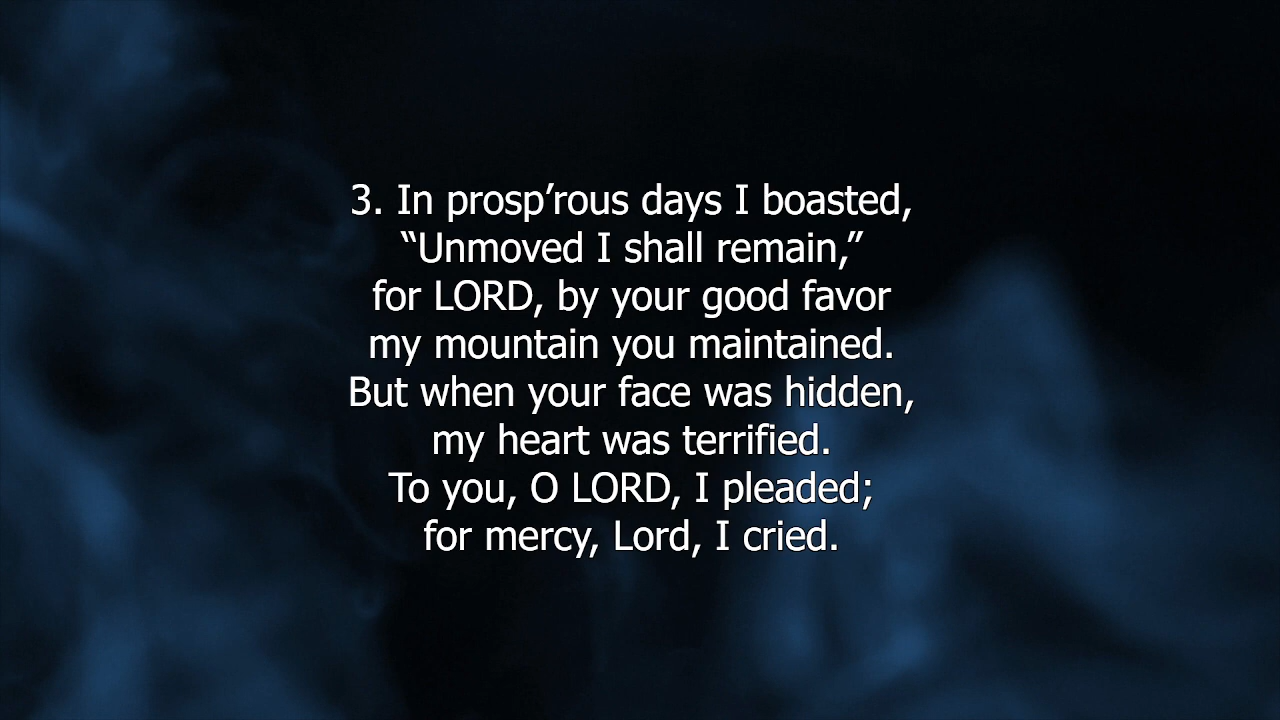 3. In prosp’rous days I boasted,
“Unmoved I shall remain,”
for LORD, by your good favor
my mountain you maintained.
But when your face was hidden,
my heart was terrified.
To you, O LORD, I pleaded;
for mercy, Lord, I cried.